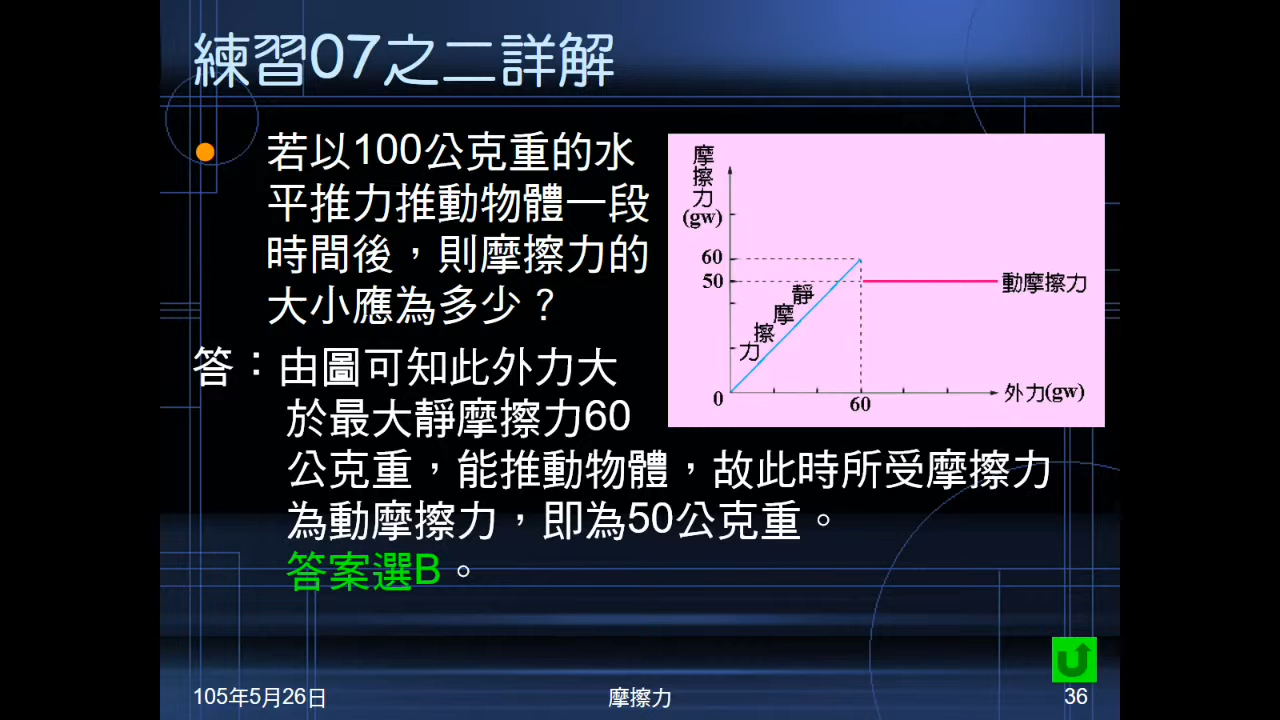 練習07之二詳解
若以100公克重的水
平推力推動物體一段
時間後，則摩擦力的
大小應為多少？
答：由圖可知此外力大
於最大靜摩擦力60
公克重，能推動物體，故此時所受摩擦力
為動摩擦力，即為50公克重。
答案選B。
摩擦力
(gw)
60
50
0
靜摩擦力
動摩擦力
60
外力(gw)
105年5月26日
摩擦力
36